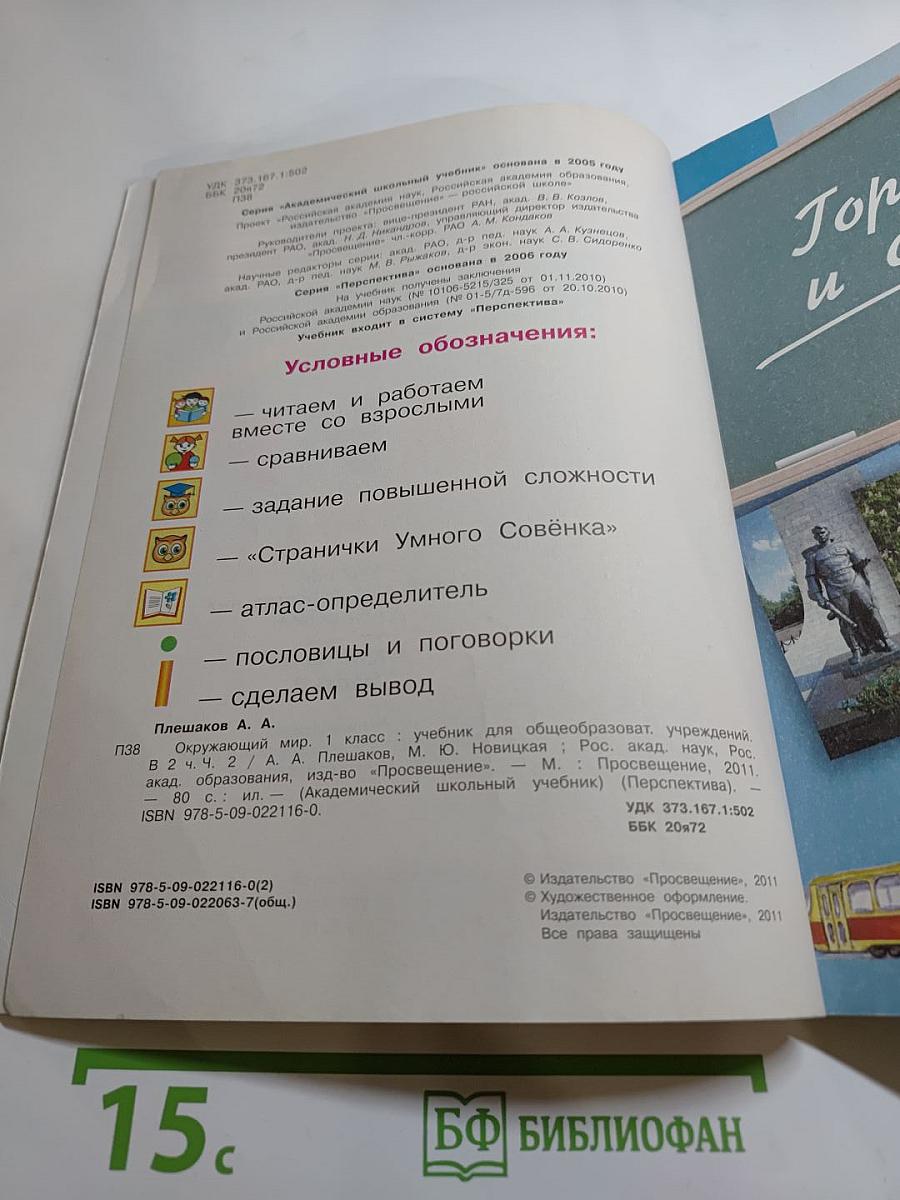 УДК 373.167.1:502
ББК 20я72
П38
Серия «Академический школьный учебник» основана в 2005 году
Проект «Российская академия наук, Российская академия образования,
издательство «Просвещение» — российской школе»
Руководители проекта: вице-президент РАН, акад. В. В. Козлов,
президент РАО, акад. Н. Д. Никандров, управляющий директор издательства
«Просвещение» чл.-корр. РАО А. М. Кондаков
Научные редакторы серии: акад. РАО, д-р пед. наук А. А. Кузнецов,
акад. РАО, д-р пед. наук М. В. Рыжаков, д-р экон. наук С. В. Сидоренко
Серия «Перспектива» основана в 2006 году
На учебник получены заключения
Российской академии наук (№ 10106-5215/325 от 01.11.2010)
и Российской академии образования (№ 01-5/7д-596 от 20.10.2010)
Учебник входит в систему «Перспектива»
Условные обозначения:
— читаем и работаем
вместе со взрослыми
— сравниваем
— задание повышенной сложности
— «Странички Умного Совёнка»
— атлас-определитель
— пословицы и поговорки
— сделаем вывод
Плешаков А. А.
П38 Окружающий мир. 1 класс : учебник для общеобразоват. учреждений.
В 2 ч. Ч. 2 / А. А. Плешаков, М. Ю. Новицкая ; Рос. акад. наук, Рос.
акад. образования, изд-во «Просвещение». — М. : Просвещение, 2011.
— 80 с. : ил. — (Академический школьный учебник) (Перспектива). —
ISBN 978-5-09-022116-0.
УДК 373.167.1:502
ББК 20я72
ISBN 978-5-09-022116-0(2)
ISBN 978-5-09-022063-7(общ.)
© Издательство «Просвещение», 2011
© Художественное оформление.
Издательство «Просвещение», 2011
Все права защищены
Гор
и с
15 с
БФ БИБЛИОФАН